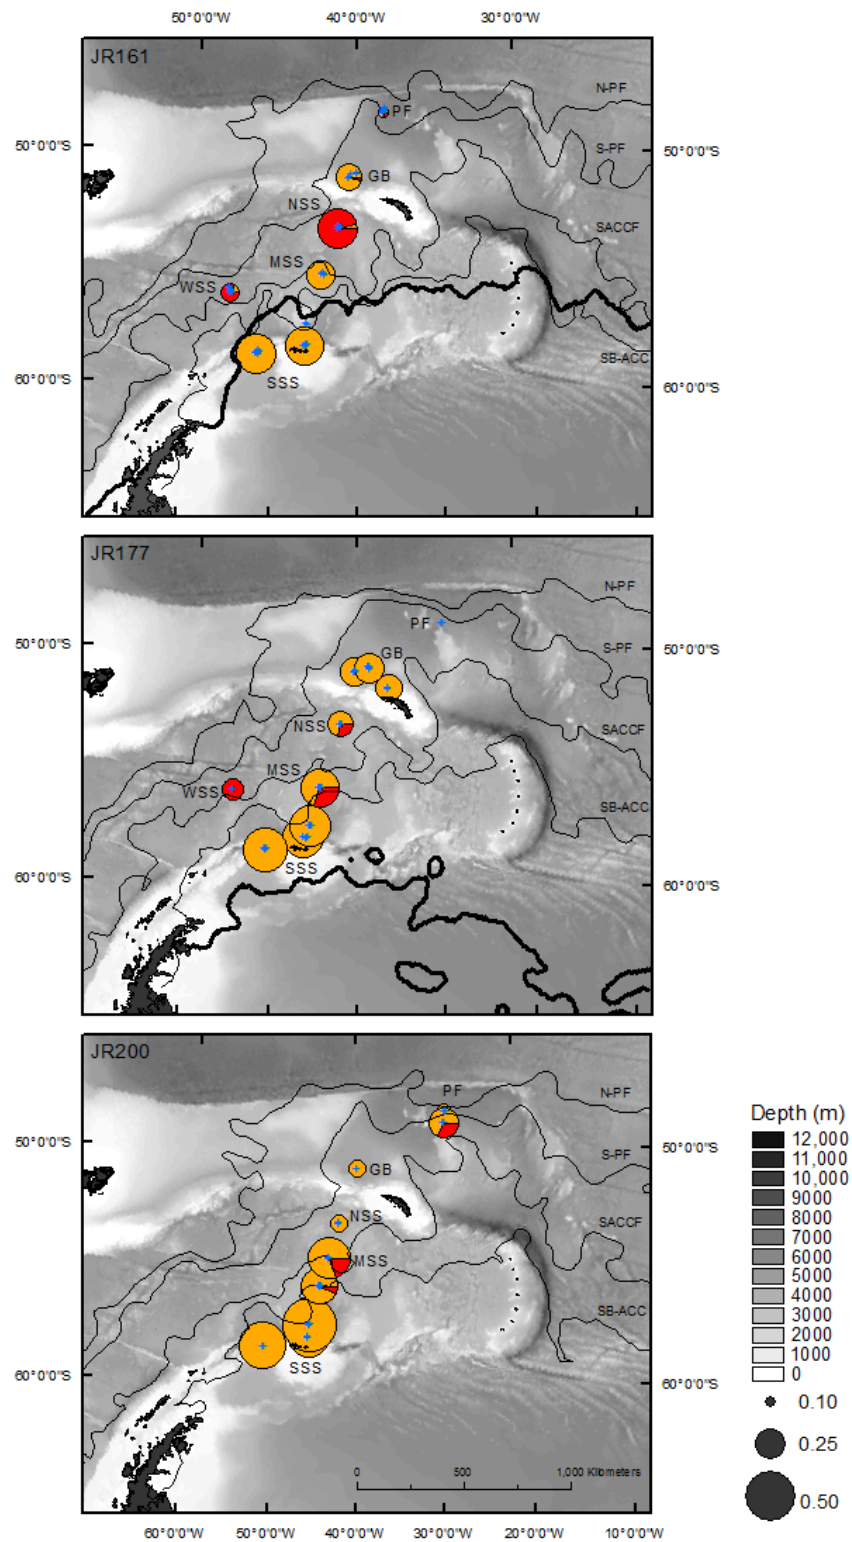 50°0'0"W 40°0'0"W 30°0'0"W
JR161
N-PF
PF
50°0'0"S 50°0'0"S
S-PF
GB
NSS
SACCF
MSS
WSS
SB-ACC
60°0'0"S 60°0'0"S
SSS
JR177
N-PF
PF
50°0'0"S 50°0'0"S
S-PF
GB
NSS
SACCF
MSS
WSS
SB-ACC
SSS
60°0'0"S 60°0'0"S
JR200
PF
N-PF
50°0'0"S 50°0'0"S
S-PF
GB
NSS
SACCF
MSS
SB-ACC
SSS
60°0'0"S 60°0'0"S
0 500 1,000 Kilometers
60°0'0"W 50°0'0"W 40°0'0"W 30°0'0"W 20°0'0"W 10°0'0"W
Depth (m)
12,000
11,000
10,000
9000
8000
7000
6000
5000
4000
3000
2000
1000
0
0.10
0.25
0.50